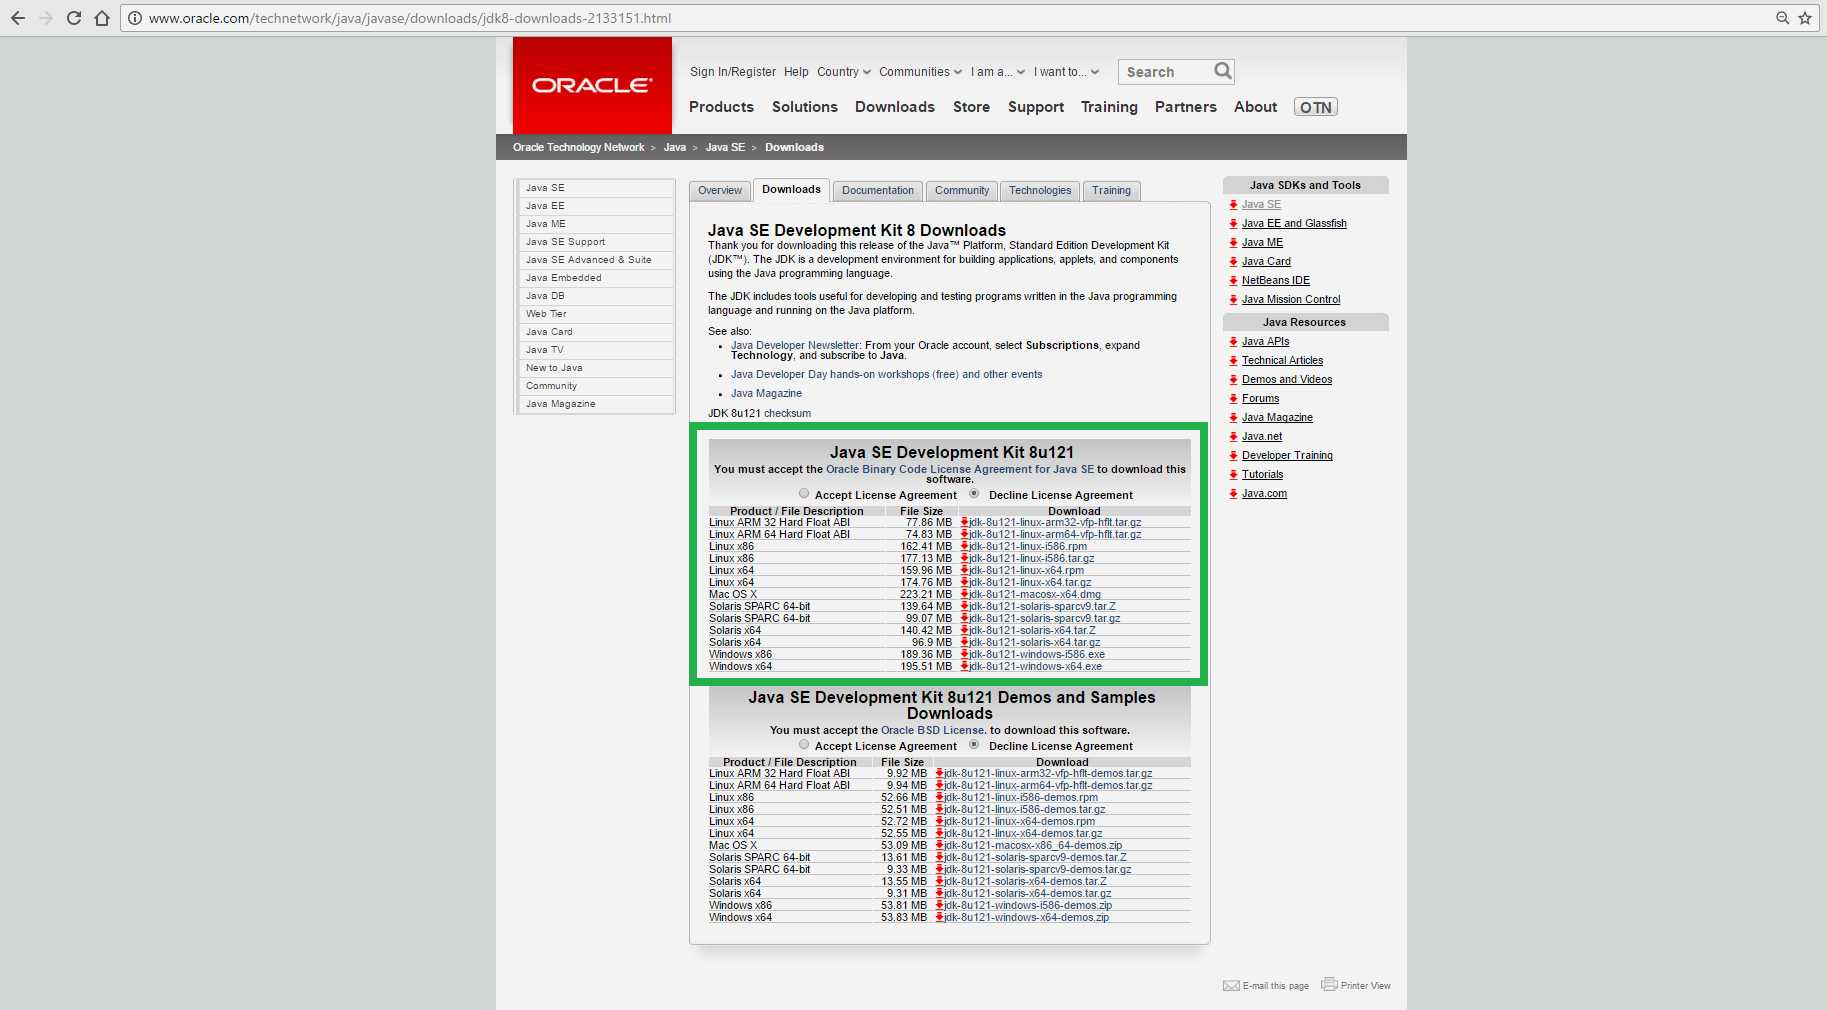 www.oracle.com/technetwork/java/javase/downloads/jdk8-downloads-2133151.html
ORACLE
Sign In/Register Help Country Communities I am a... I want to... Search
Products Solutions Downloads Store Support Training Partners About OTN
Oracle Technology Network > Java > Java SE > Downloads
Java SE
Java EE
Java ME
Java SE Support
Java SE Advanced & Suite
Java Embedded
Java DB
Web Tier
Java Card
Java TV
New to Java
Community
Java Magazine
Overview Downloads Documentation Community Technologies Training
Java SE Development Kit 8 Downloads
Thank you for downloading this release of the Java™ Platform, Standard Edition Development Kit
(JDK™). The JDK is a development environment for building applications, applets, and components
using the Java programming language.
The JDK includes tools useful for developing and testing programs written in the Java programming
language and running on the Java platform.
See also:
Java Developer Newsletter: From your Oracle account, select Subscriptions, expand
Technology, and subscribe to Java.
Java Developer Day hands-on workshops (free) and other events
Java Magazine
JDK 8u121 checksum
Java SE Development Kit 8u121
You must accept the Oracle Binary Code License Agreement for Java SE to download this
software.
Accept License Agreement Decline License Agreement
Product / File Description File Size Download
Linux ARM 32 Hard Float ABI 77.86 MB jdk-8u121-linux-arm32-vfp-hflt.tar.gz
Linux ARM 64 Hard Float ABI 74.83 MB jdk-8u121-linux-arm64-vfp-hflt.tar.gz
Linux x86 162.41 MB jdk-8u121-linux-i586.rpm
Linux x86 177.13 MB jdk-8u121-linux-i586.tar.gz
Linux x64 159.96 MB jdk-8u121-linux-x64.rpm
Linux x64 174.76 MB jdk-8u121-linux-x64.tar.gz
Mac OS X 223.21 MB jdk-8u121-macosx-x64.dmg
Solaris SPARC 64-bit 139.64 MB jdk-8u121-solaris-sparcv9.tar.Z
Solaris SPARC 64-bit 99.07 MB jdk-8u121-solaris-sparcv9.tar.gz
Solaris x64 140.42 MB jdk-8u121-solaris-x64.tar.Z
Solaris x64 96.9 MB jdk-8u121-solaris-x64.tar.gz
Windows x86 189.36 MB jdk-8u121-windows-i586.exe
Windows x64 195.51 MB jdk-8u121-windows-x64.exe
Java SE Development Kit 8u121 Demos and Samples
Downloads
You must accept the Oracle BSD License. to download this software.
Accept License Agreement Decline License Agreement
Product / File Description File Size Download
Linux ARM 32 Hard Float ABI 9.92 MB jdk-8u121-linux-arm32-vfp-hflt-demos.tar.gz
Linux ARM 64 Hard Float ABI 9.94 MB jdk-8u121-linux-arm64-vfp-hflt-demos.tar.gz
Linux x86 52.66 MB jdk-8u121-linux-i586-demos.rpm
Linux x86 52.51 MB jdk-8u121-linux-i586-demos.tar.gz
Linux x64 52.72 MB jdk-8u121-linux-x64-demos.rpm
Linux x64 52.55 MB jdk-8u121-linux-x64-demos.tar.gz
Mac OS X 53.09 MB jdk-8u121-macosx-x86_64-demos.zip
Solaris SPARC 64-bit 13.61 MB jdk-8u121-solaris-sparcv9-demos.tar.Z
Solaris SPARC 64-bit 9.33 MB jdk-8u121-solaris-sparcv9-demos.tar.gz
Solaris x64 13.55 MB jdk-8u121-solaris-x64-demos.tar.Z
Solaris x64 9.31 MB jdk-8u121-solaris-x64-demos.tar.gz
Windows x86 53.81 MB jdk-8u121-windows-i586-demos.zip
Windows x64 53.83 MB jdk-8u121-windows-x64-demos.zip
Java SDKs and Tools
Java SE
Java EE and Glassfish
Java ME
Java Card
NetBeans IDE
Java Mission Control
Java Resources
Java APIs
Technical Articles
Demos and Videos
Forums
Java Magazine
Java.net
Developer Training
Tutorials
Java.com
E-mail this page Printer View